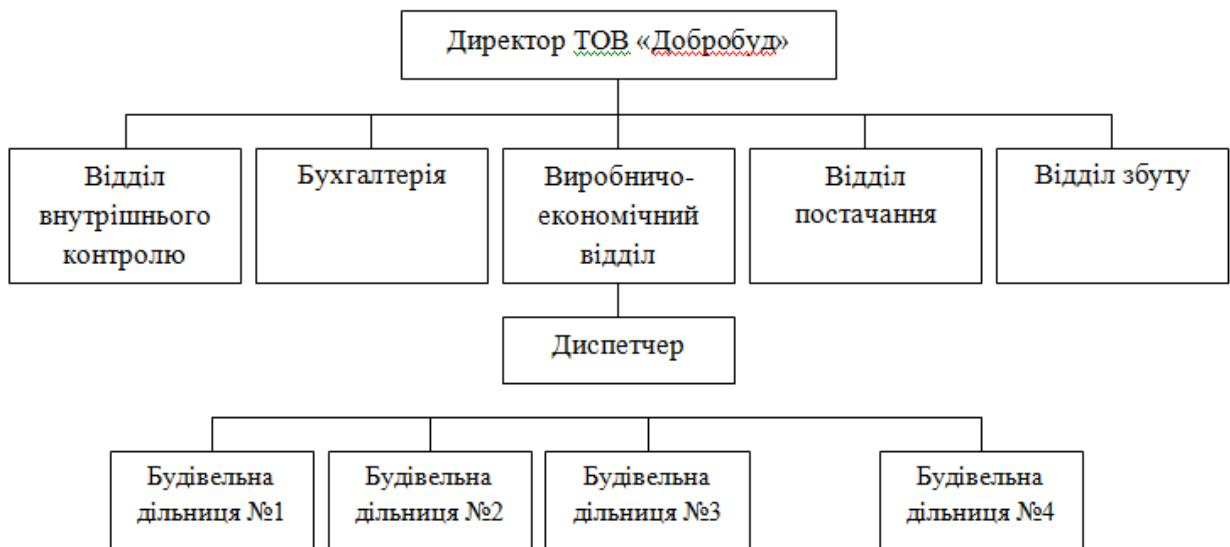 Директор ТОВ «Добробуд»
Відділ
внутрішнього
контролю
Бухгалтерія
Виробничо-
економічний
відділ
Відділ
постачання
Відділ збуту
Диспетчер
Будівельна
дільниця №1
Будівельна
дільниця №2
Будівельна
дільниця №3
Будівельна
дільниця №4